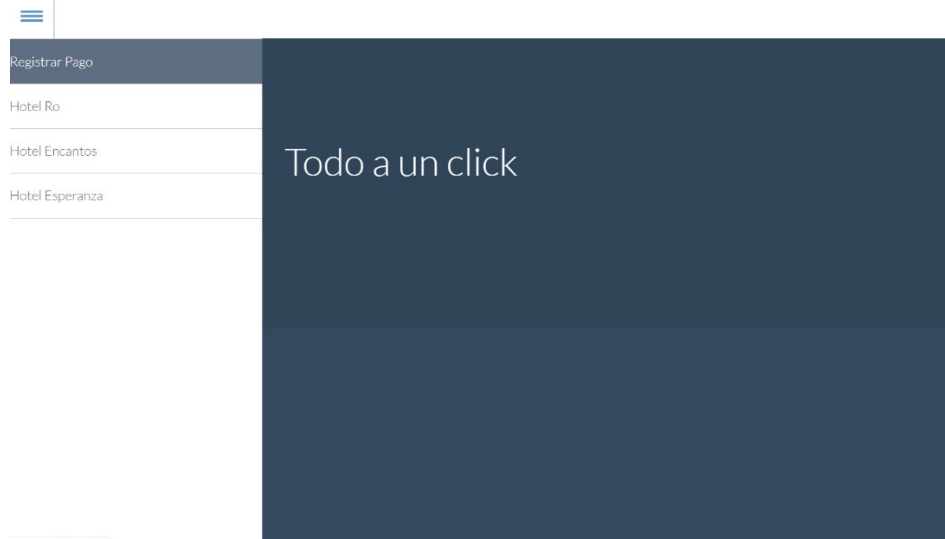 Registrar Pago
Hotel Ro
Hotel Encantos
Hotel Esperanza
Todo a un click